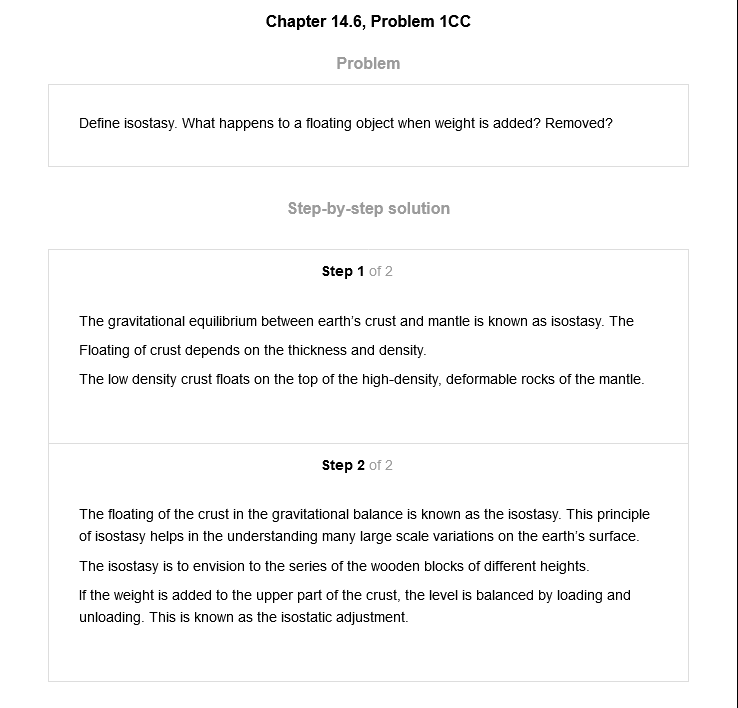 Chapter 14.6, Problem 1CC
Problem
Define isostasy. What happens to a floating object when weight is added? Removed?
Step-by-step solution
Step 1 of 2
The gravitational equilibrium between earth's crust and mantle is known as isostasy. The
Floating of crust depends on the thickness and density.
The low density crust floats on the top of the high-density, deformable rocks of the mantle.
Step 2 of 2
The floating of the crust in the gravitational balance is known as the isostasy. This principle
of isostasy helps in the understanding many large scale variations on the earth's surface.
The isostasy is to envision to the series of the wooden blocks of different heights.
If the weight is added to the upper part of the crust, the level is balanced by loading and
unloading. This is known as the isostatic adjustment.